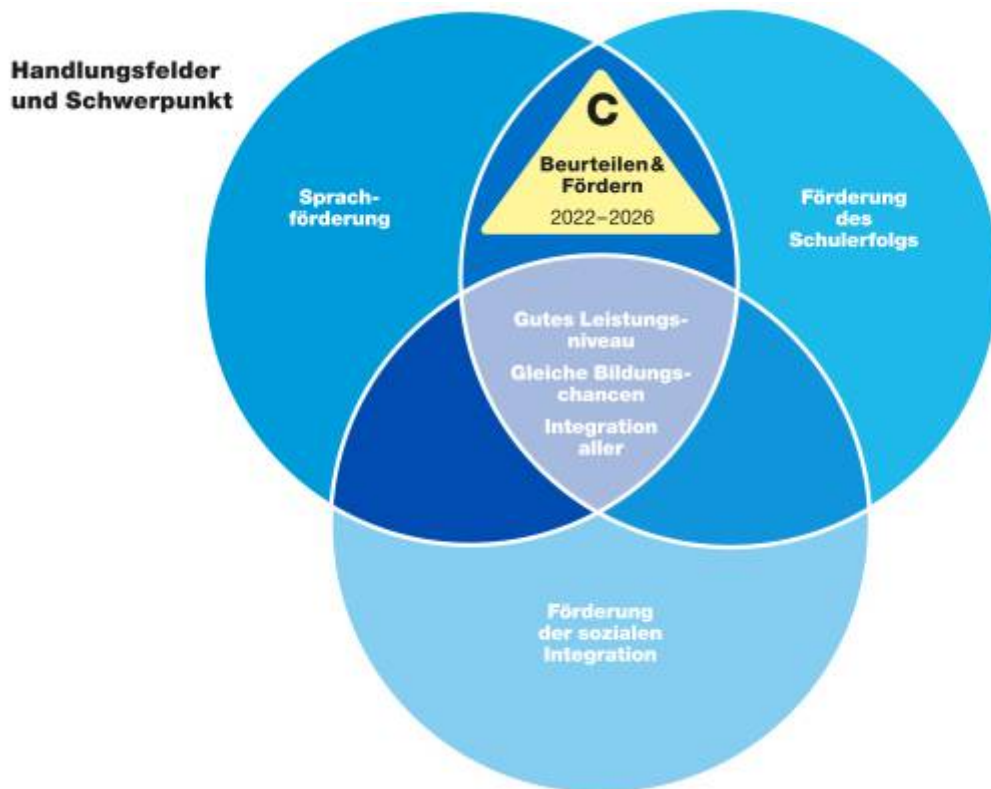 Handlungsfelder
und Schwerpunkt
C
Beurteilen &
Fördern
2022–2026
Sprach-
förderung
Förderung
des
Schulerfolgs
Gutes Leistungs-
niveau
Gleiche Bildungs-
chancen
Integration
aller
Förderung
der sozialen
Integration